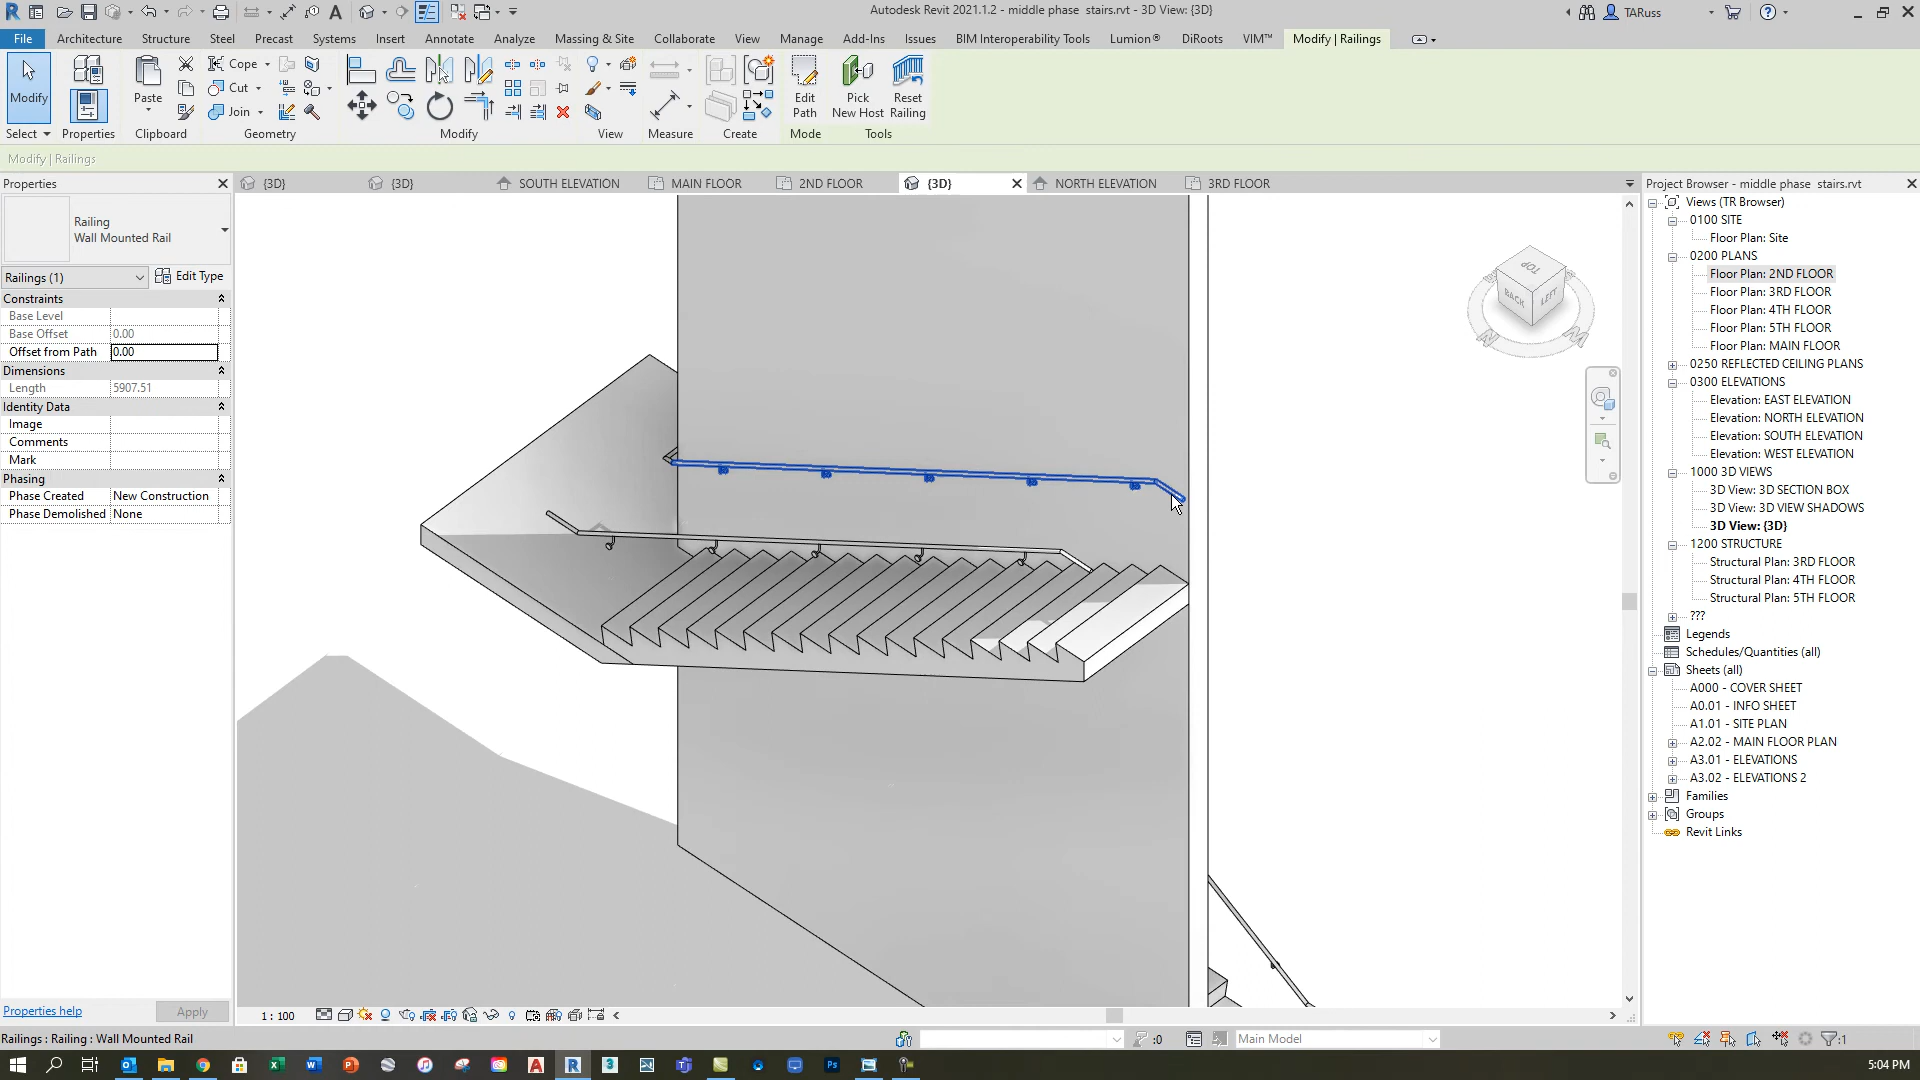 Autodesk Revit 2021.1.2 - middle phase  stairs.rvt - 3D View: {3D}
TARuss
File
Architecture
Structure
Steel
Precast
Systems
Insert
Annotate
Analyze
Massing & Site
Collaborate
View
Manage
Add-Ins
Issues
BIM Interoperability Tools
Lumion®
DiRoots
VIM™
Modify | Railings
Modify
Paste
Cope
Cut
Join
Edit Path
Pick New Host
Reset Railing
Select
Properties
Clipboard
Geometry
Modify
View
Measure
Create
Mode
Tools
Modify | Railings
Properties
{3D}
{3D}
SOUTH ELEVATION
MAIN FLOOR
2ND FLOOR
{3D}
NORTH ELEVATION
3RD FLOOR
Railing
Wall Mounted Rail
Railings (1)
Edit Type
Constraints
Base Level
Base Offset 0.00
Offset from Path 0.00
Dimensions
Length 5907.51
Identity Data
Image
Comments
Mark
Phasing
Phase Created New Construction
Phase Demolished None
Properties help
Apply
TOP
BACK
LEFT
Project Browser - middle phase stairs.rvt
Views (TR Browser)
0100 SITE
Floor Plan: Site
0200 PLANS
Floor Plan: 2ND FLOOR
Floor Plan: 3RD FLOOR
Floor Plan: 4TH FLOOR
Floor Plan: 5TH FLOOR
Floor Plan: MAIN FLOOR
0250 REFLECTED CEILING PLANS
0300 ELEVATIONS
Elevation: EAST ELEVATION
Elevation: NORTH ELEVATION
Elevation: SOUTH ELEVATION
Elevation: WEST ELEVATION
1000 3D VIEWS
3D View: 3D SECTION BOX
3D View: 3D VIEW SHADOWS
3D View: {3D}
1200 STRUCTURE
Structural Plan: 3RD FLOOR
Structural Plan: 4TH FLOOR
Structural Plan: 5TH FLOOR
???
Legends
Schedules/Quantities (all)
Sheets (all)
A000 - COVER SHEET
A0.01 - INFO SHEET
A1.01 - SITE PLAN
A2.02 - MAIN FLOOR PLAN
A3.01 - ELEVATIONS
A3.02 - ELEVATIONS 2
Families
Groups
Revit Links
1 : 100
Railings : Railing : Wall Mounted Rail
:0
Main Model
:1
5:04 PM